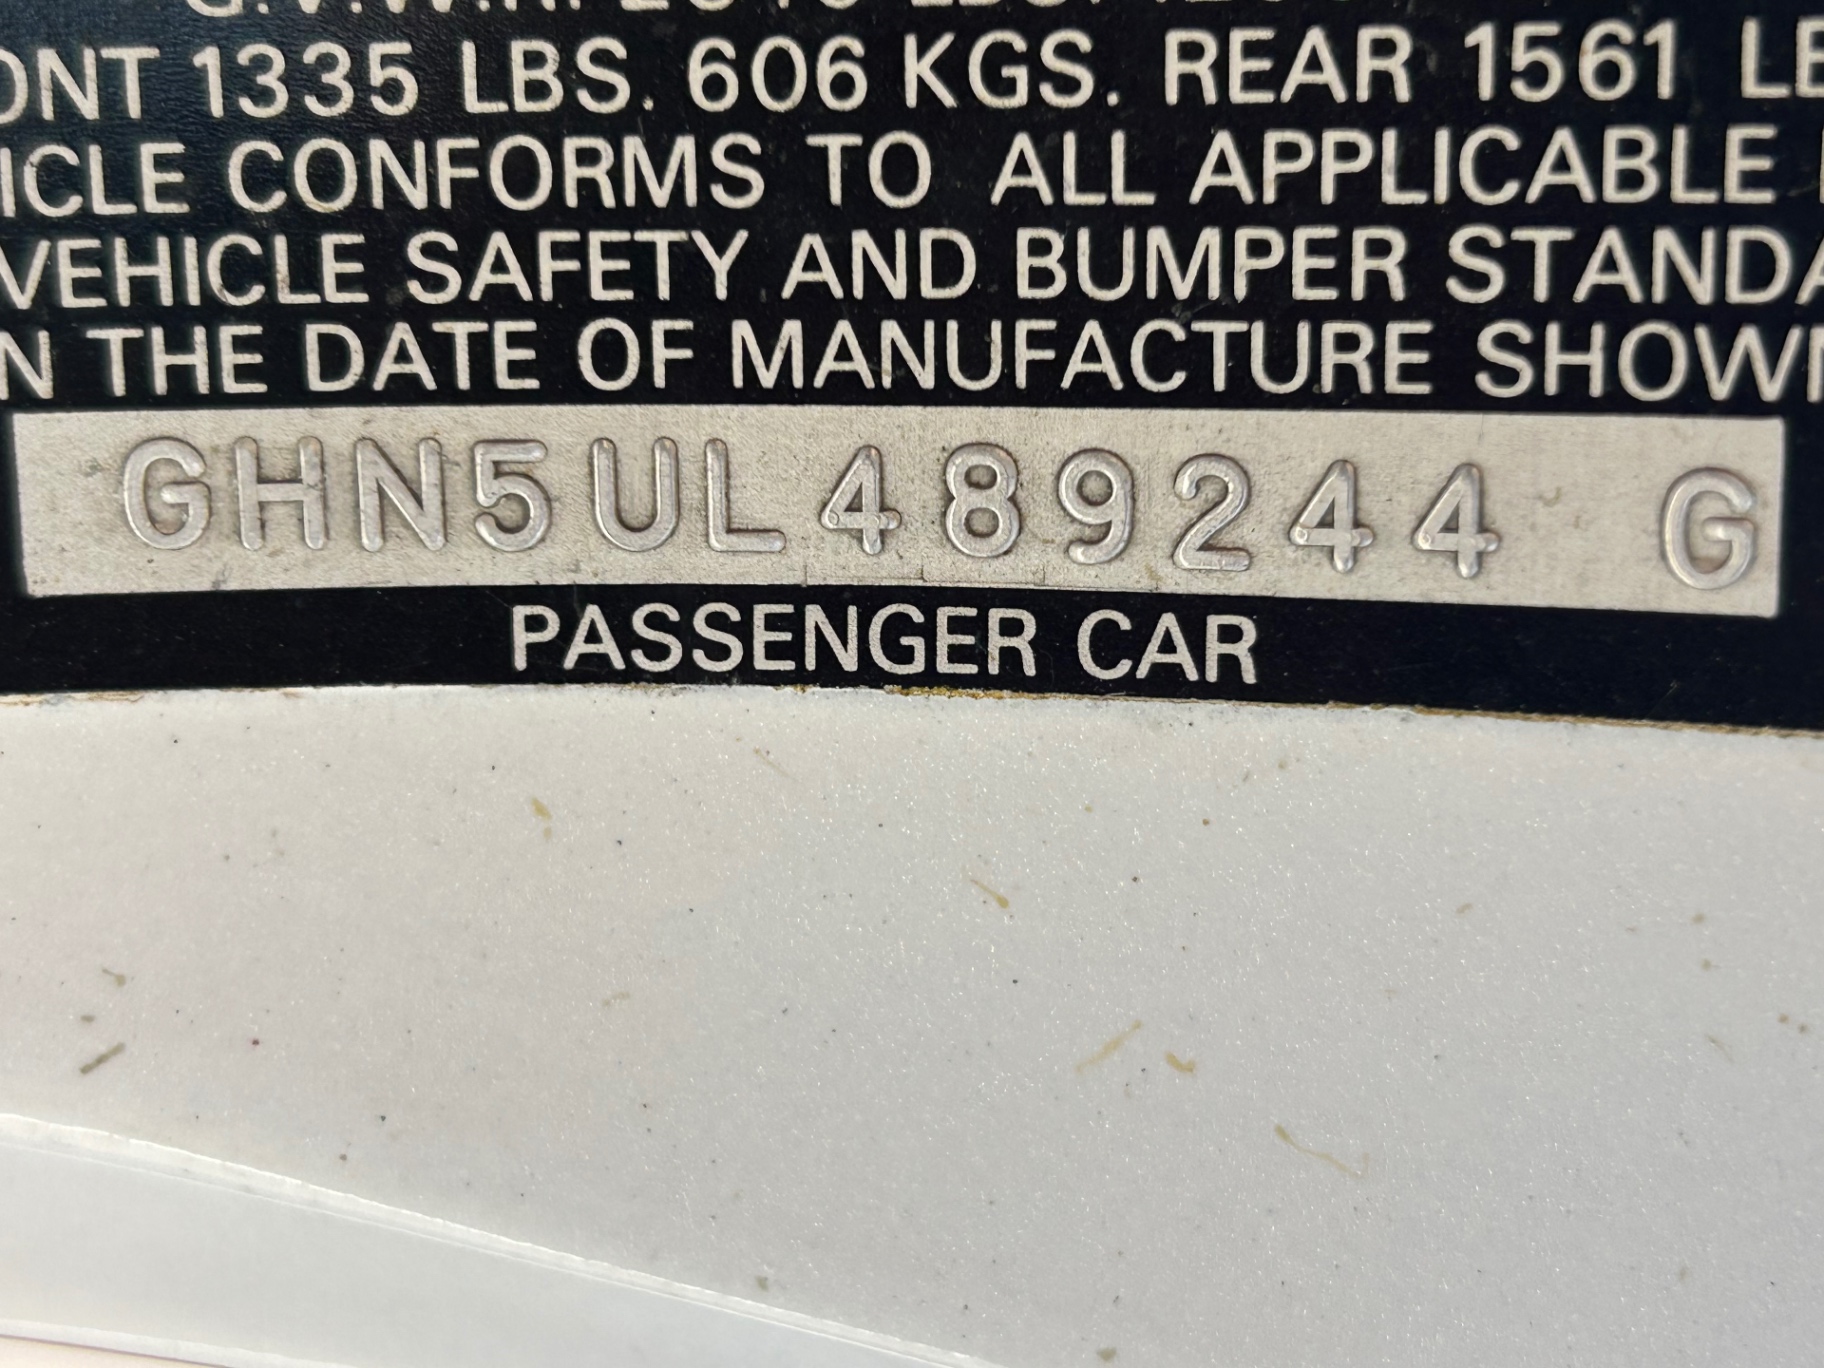 ONT 1335 LBS. 606 KGS. REAR 1561 LB
ICLE CONFORMS TO ALL APPLICABLE
VEHICLE SAFETY AND BUMPER STANDA
N THE DATE OF MANUFACTURE SHOWN
GHN5UL489244 G
PASSENGER CAR